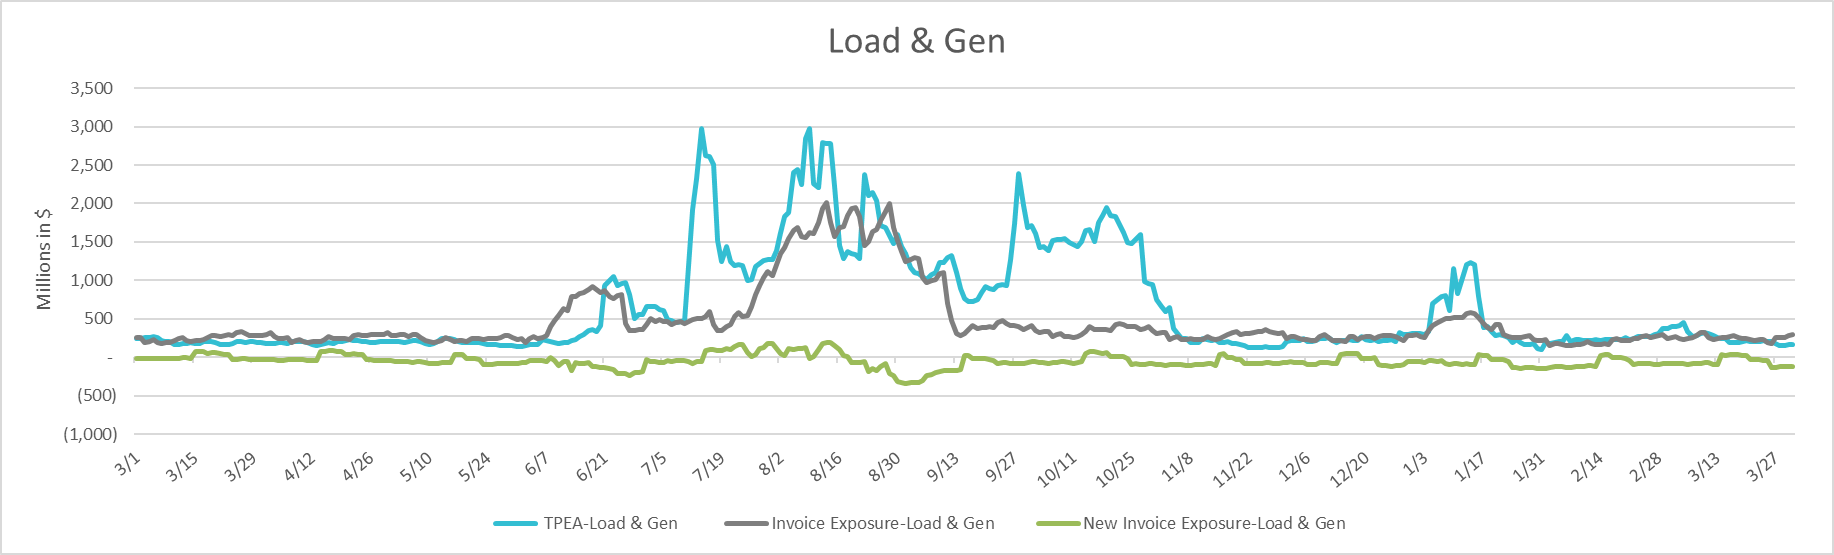 Load & Gen
Millions in $
3,500
3,000
2,500
2,000
1,500
1,000
500
-
(500)
(1,000)
3/1 3/15 3/29 4/12 4/26 5/10 5/24 6/7 6/21 7/5 7/19 8/2 8/16 8/30 9/13 9/27 10/11 10/25 11/8 11/22 12/6 12/20 1/3 1/17 1/31 2/14 2/28 3/13 3/27
TPEA-Load & Gen Invoice Exposure-Load & Gen New Invoice Exposure-Load & Gen